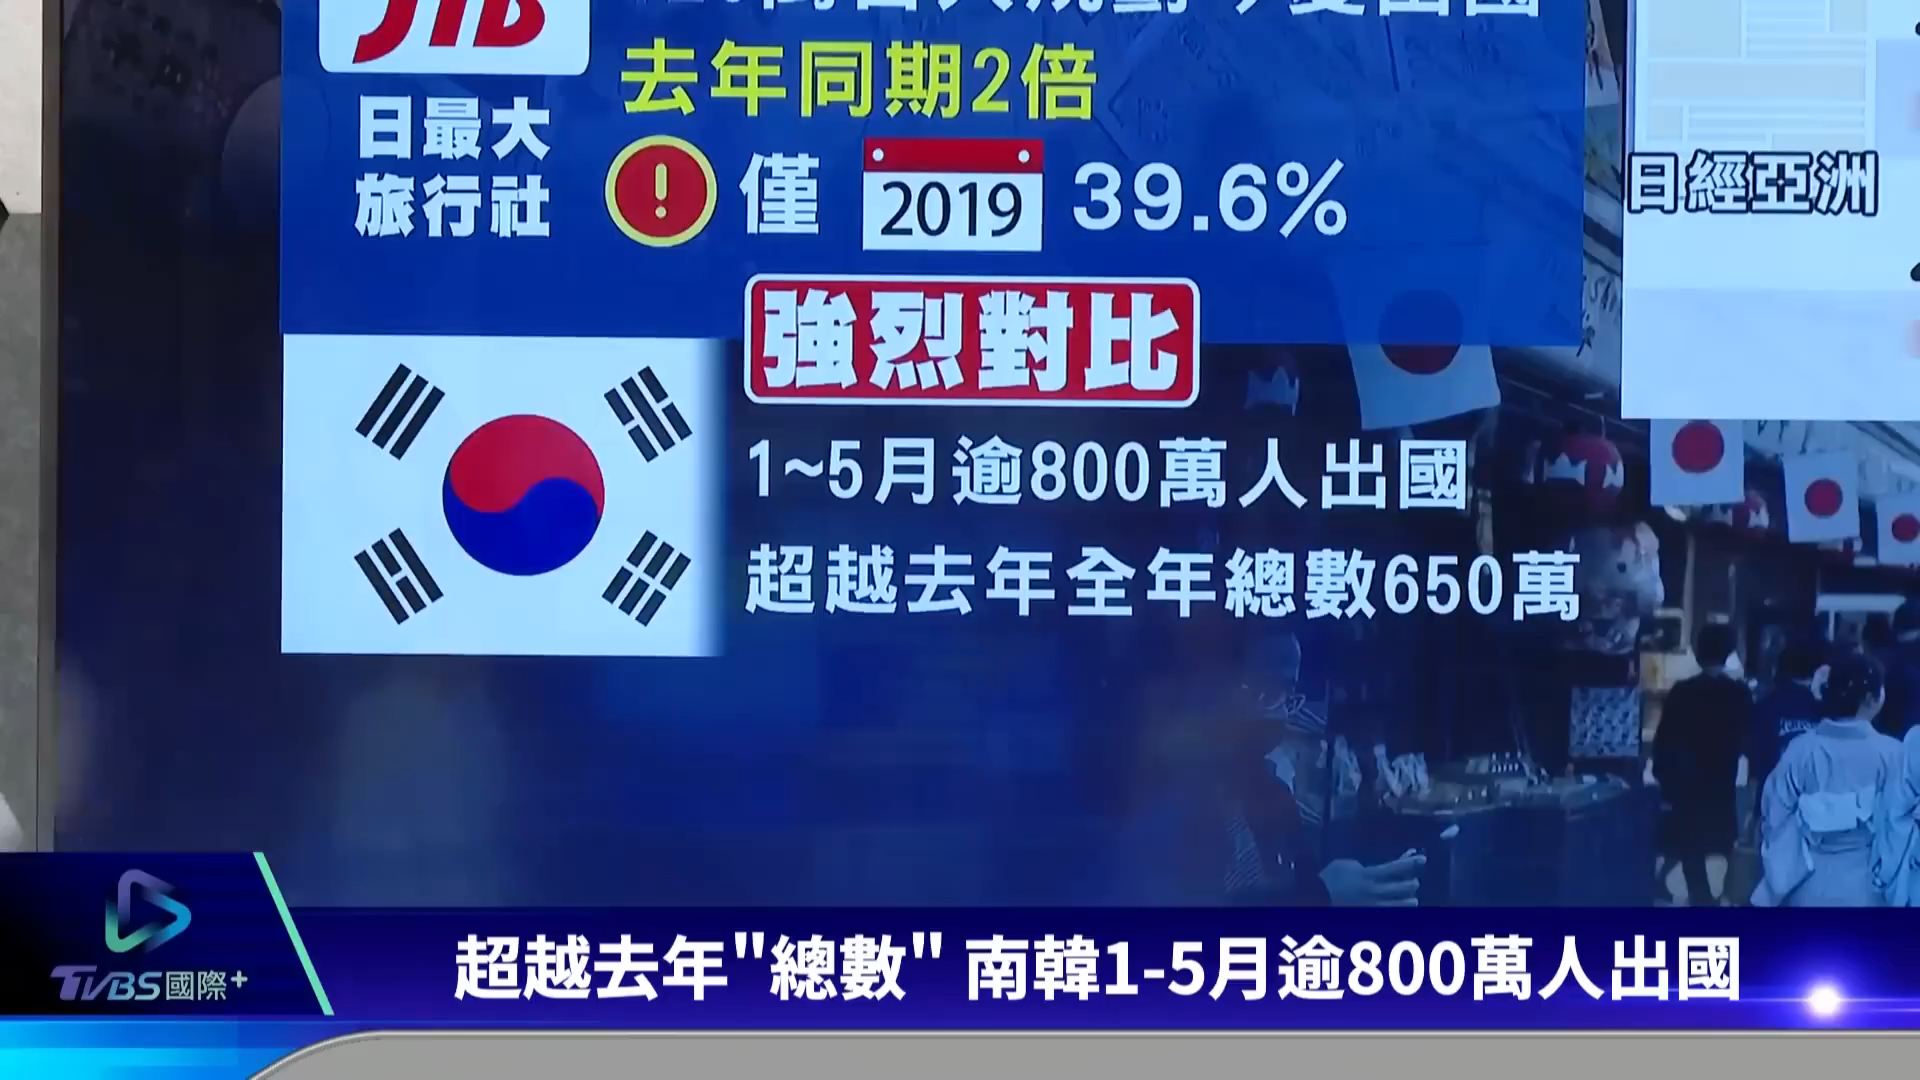 JTB
去年同期2倍
日最大
旅行社
僅 2019 39.6%
日經亞洲
強烈對比
1~5月逾800萬人出國
超越去年全年總數650萬
TVBS國際+
超越去年"總數" 南韓1-5月逾800萬人出國